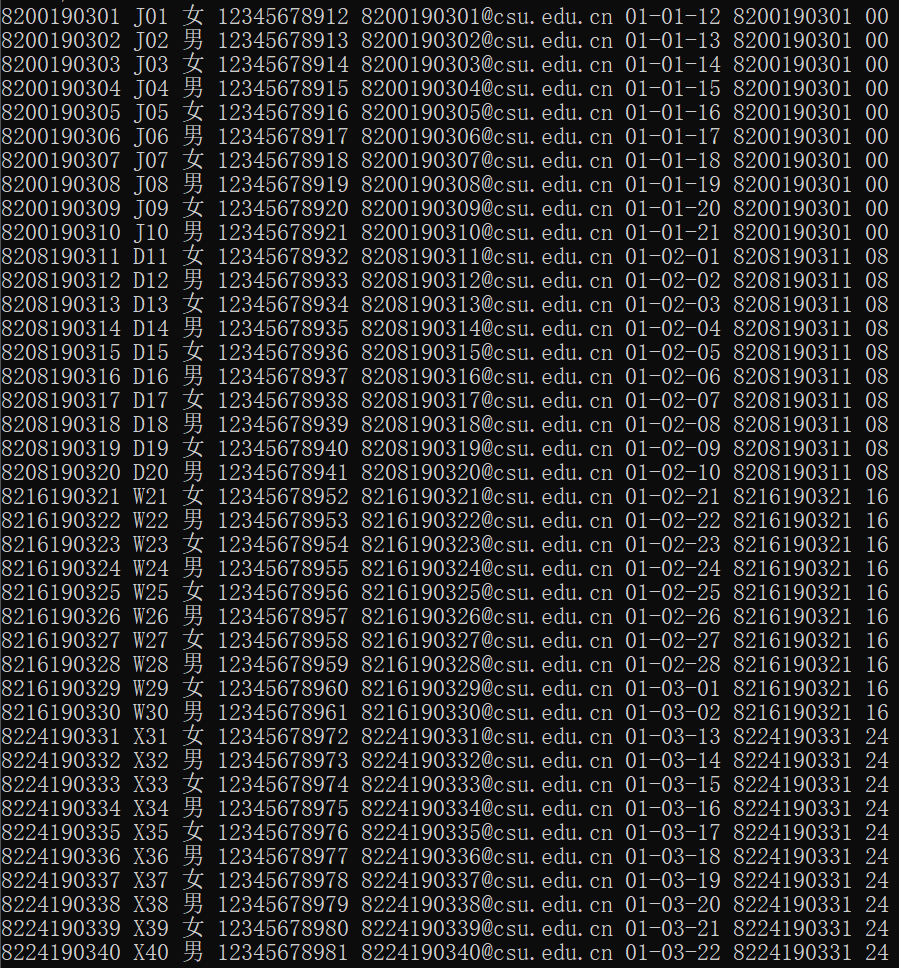 8200190301 J01 女 12345678912 8200190301@csu.edu.cn 01-01-12 8200190301 00
8200190302 J02 男 12345678913 8200190302@csu.edu.cn 01-01-13 8200190301 00
8200190303 J03 女 12345678914 8200190303@csu.edu.cn 01-01-14 8200190301 00
8200190304 J04 男 12345678915 8200190304@csu.edu.cn 01-01-15 8200190301 00
8200190305 J05 女 12345678916 8200190305@csu.edu.cn 01-01-16 8200190301 00
8200190306 J06 男 12345678917 8200190306@csu.edu.cn 01-01-17 8200190301 00
8200190307 J07 女 12345678918 8200190307@csu.edu.cn 01-01-18 8200190301 00
8200190308 J08 男 12345678919 8200190308@csu.edu.cn 01-01-19 8200190301 00
8200190309 J09 女 12345678920 8200190309@csu.edu.cn 01-01-20 8200190301 00
8200190310 J10 男 12345678921 8200190310@csu.edu.cn 01-01-21 8200190301 00
8208190311 D11 女 12345678932 8208190311@csu.edu.cn 01-02-01 8208190311 08
8208190312 D12 男 12345678933 8208190312@csu.edu.cn 01-02-02 8208190311 08
8208190313 D13 女 12345678934 8208190313@csu.edu.cn 01-02-03 8208190311 08
8208190314 D14 男 12345678935 8208190314@csu.edu.cn 01-02-04 8208190311 08
8208190315 D15 女 12345678936 8208190315@csu.edu.cn 01-02-05 8208190311 08
8208190316 D16 男 12345678937 8208190316@csu.edu.cn 01-02-06 8208190311 08
8208190317 D17 女 12345678938 8208190317@csu.edu.cn 01-02-07 8208190311 08
8208190318 D18 男 12345678939 8208190318@csu.edu.cn 01-02-08 8208190311 08
8208190319 D19 女 12345678940 8208190319@csu.edu.cn 01-02-09 8208190311 08
8208190320 D20 男 12345678941 8208190320@csu.edu.cn 01-02-10 8208190311 08
8216190321 W21 女 12345678952 8216190321@csu.edu.cn 01-02-21 8216190321 16
8216190322 W22 男 12345678953 8216190322@csu.edu.cn 01-02-22 8216190321 16
8216190323 W23 女 12345678954 8216190323@csu.edu.cn 01-02-23 8216190321 16
8216190324 W24 男 12345678955 8216190324@csu.edu.cn 01-02-24 8216190321 16
8216190325 W25 女 12345678956 8216190325@csu.edu.cn 01-02-25 8216190321 16
8216190326 W26 男 12345678957 8216190326@csu.edu.cn 01-02-26 8216190321 16
8216190327 W27 女 12345678958 8216190327@csu.edu.cn 01-02-27 8216190321 16
8216190328 W28 男 12345678959 8216190328@csu.edu.cn 01-02-28 8216190321 16
8216190329 W29 女 12345678960 8216190329@csu.edu.cn 01-03-01 8216190321 16
8216190330 W30 男 12345678961 8216190330@csu.edu.cn 01-03-02 8216190321 16
8224190331 X31 女 12345678972 8224190331@csu.edu.cn 01-03-13 8224190331 24
8224190332 X32 男 12345678973 8224190332@csu.edu.cn 01-03-14 8224190331 24
8224190333 X33 女 12345678974 8224190333@csu.edu.cn 01-03-15 8224190331 24
8224190334 X34 男 12345678975 8224190334@csu.edu.cn 01-03-16 8224190331 24
8224190335 X35 女 12345678976 8224190335@csu.edu.cn 01-03-17 8224190331 24
8224190336 X36 男 12345678977 8224190336@csu.edu.cn 01-03-18 8224190331 24
8224190337 X37 女 12345678978 8224190337@csu.edu.cn 01-03-19 8224190331 24
8224190338 X38 男 12345678979 8224190338@csu.edu.cn 01-03-20 8224190331 24
8224190339 X39 女 12345678980 8224190339@csu.edu.cn 01-03-21 8224190331 24
8224190340 X40 男 12345678981 8224190340@csu.edu.cn 01-03-22 8224190331 24